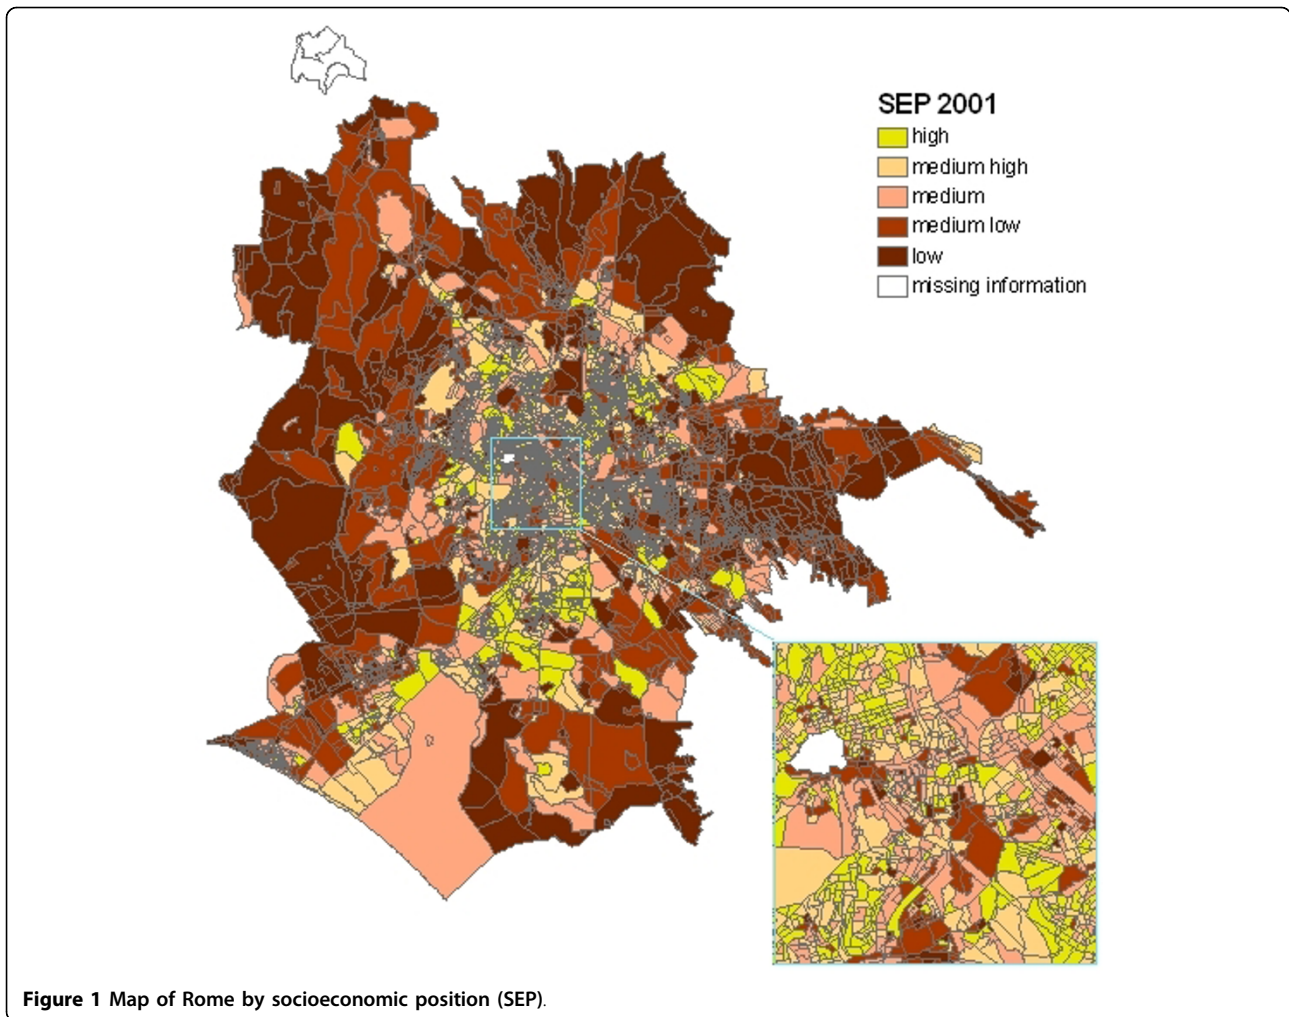 SEP 2001
high
medium high
medium
medium low
low
missing information
Figure 1 Map of Rome by socioeconomic position (SEP).